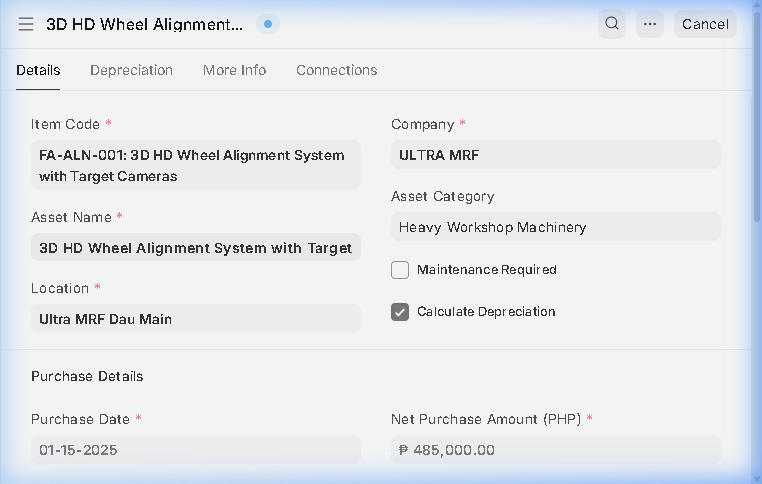 3D HD Wheel Alignment...
Cancel
Details
Depreciation
More Info
Connections
Item Code *
FA-ALN-001: 3D HD Wheel Alignment System
with Target Cameras
Asset Name *
3D HD Wheel Alignment System with Target
Location *
Ultra MRF Dau Main
Company *
ULTRA MRF
Asset Category
Heavy Workshop Machinery
Maintenance Required
Calculate Depreciation
Purchase Details
Purchase Date *
01-15-2025
Net Purchase Amount (PHP) *
₱ 485,000.00